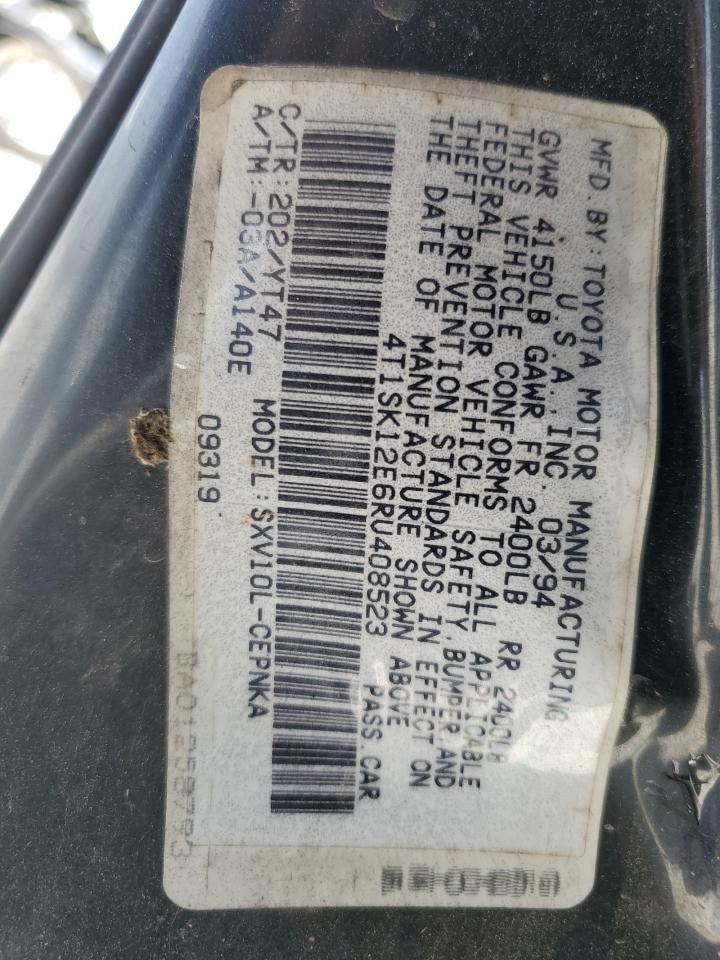 MFD. BY: TOYOTA MOTOR MANUFACTURING
U.S.A., INC. 03/94
GVWR 4150LB GAWR FR. 2400LB RR 2400LB
THIS VEHICLE CONFORMS TO ALL APPLICABLE
FEDERAL MOTOR VEHICLE SAFETY, BUMPER, AND
THEFT PREVENTION STANDARDS IN EFFECT ON
THE DATE OF MANUFACTURE SHOWN ABOVE
4T1SK12E6RU408523 PASS.CAR
C/TR:202/YT47 MODEL:SXV10L-CEPNKA
A/TM:-03A/A140E
09319
BA01258793